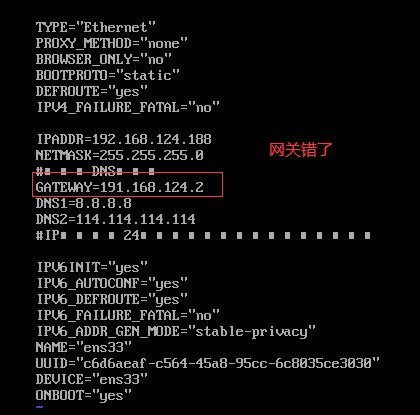 TYPE="Ethernet"
PROXY_METHOD="none"
BROWSER_ONLY="no"
BOOTPROTO="static"
DEFROUTE="yes"
IPV4_FAILURE_FATAL="no"
IPADDR=192.168.124.188
网关错了
NETMASK=255.255.255.0
#■ ■ ■ DNS■ ■ ■
GATEWAY=191.168.124.2
DNS1=8.8.8.8
DNS2=114.114.114.114
#IP■ ■ ■ ■ 24■ ■ ■ ■ ■ ■ ■ ■ ■ ■ ■ ■ ■ ■ ■
IPV6INIT="yes"
IPV6_AUTOCONF="yes"
IPV6_DEFROUTE="yes"
IPV6_FAILURE_FATAL="no"
IPV6_ADDR_GEN_MODE="stable-privacy"
NAME="ens33"
UUID="c6d6aeaf-c564-45a8-95cc-6c8035ce3030"
DEVICE="ens33"
ONBOOT="yes"
~